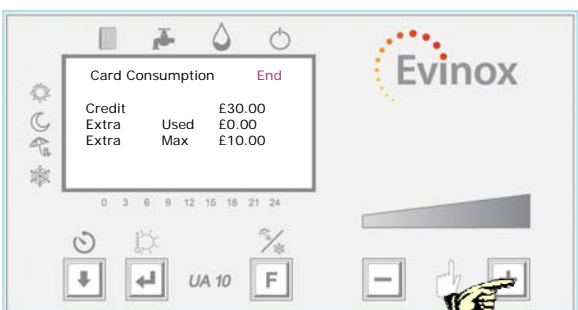 Card Consumption End
Credit £30.00
Extra Used £0.00
Extra Max £10.00
Evinox
0 3 6 9 12 15 18 21 24
UA 10 F